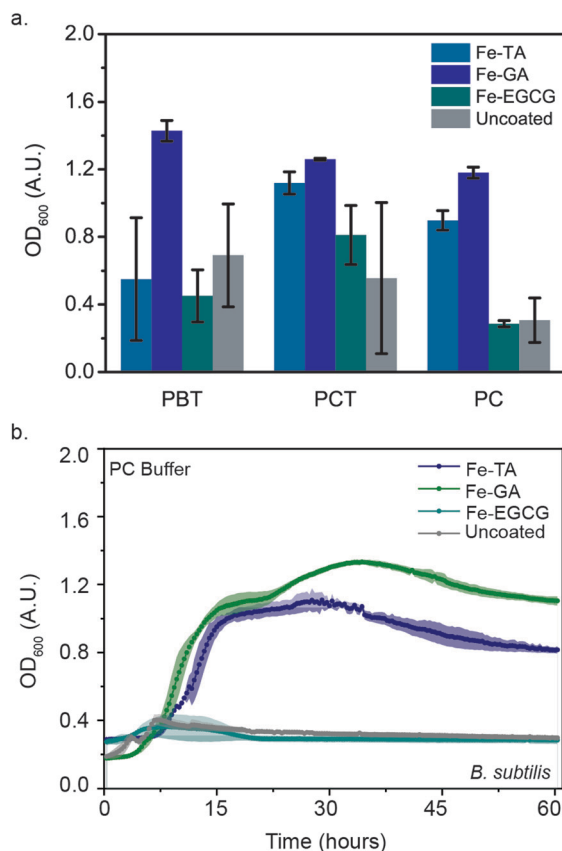 a.
2.0
1.6
1.2
0.8
0.4
0.0
OD600 (A.U.)
Fe-TA
Fe-GA
Fe-EGCG
Uncoated
PBT PCT PC
b.
2.0
1.6
1.2
0.8
0.4
0.0
OD600 (A.U.)
PC Buffer
Fe-TA
Fe-GA
Fe-EGCG
Uncoated
B. subtilis
0 15 30 45 60
Time (hours)